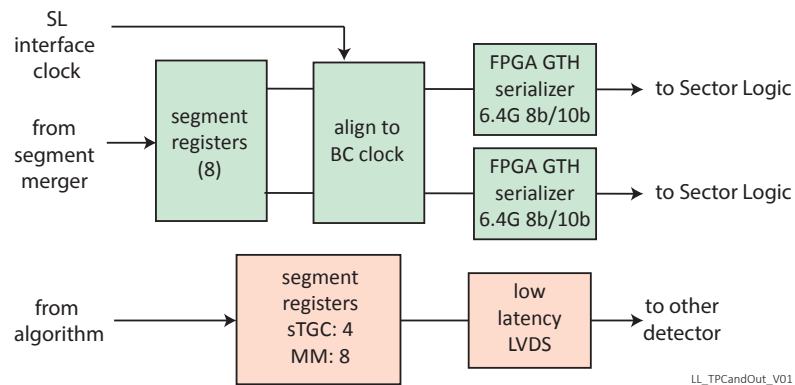 SL
interface
clock
from
segment
merger
segment
registers
(8)
align to
BC clock
FPGA GTH
serializer
6.4G 8b/10b
to Sector Logic
FPGA GTH
serializer
6.4G 8b/10b
to Sector Logic
from
algorithm
segment
registers
sTGC: 4
MM: 8
low
latency
LVDS
to other
detector
LL_TPCandOut_V01